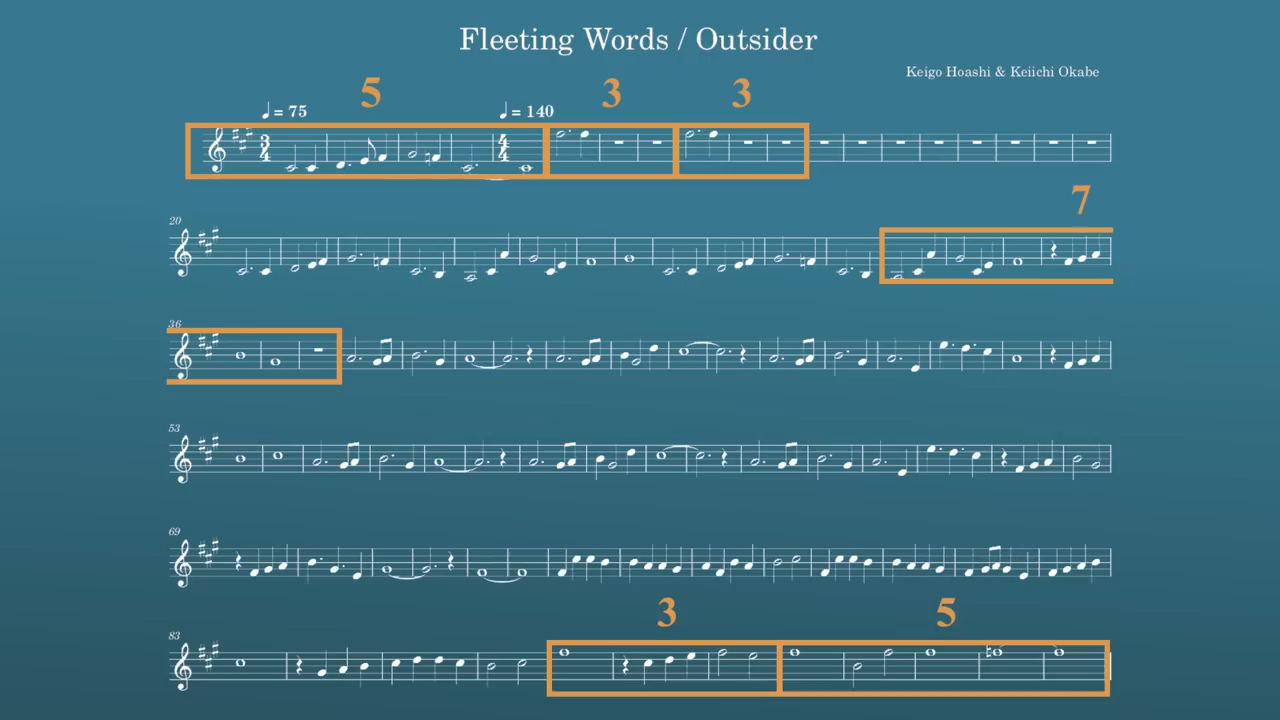 Fleeting Words / Outsider
Keigo Hoashi & Keiichi Okabe
5 3 3
♩ = 75 ♩ = 140
3
4
4
4
7
20
36
53
69
3 5
83